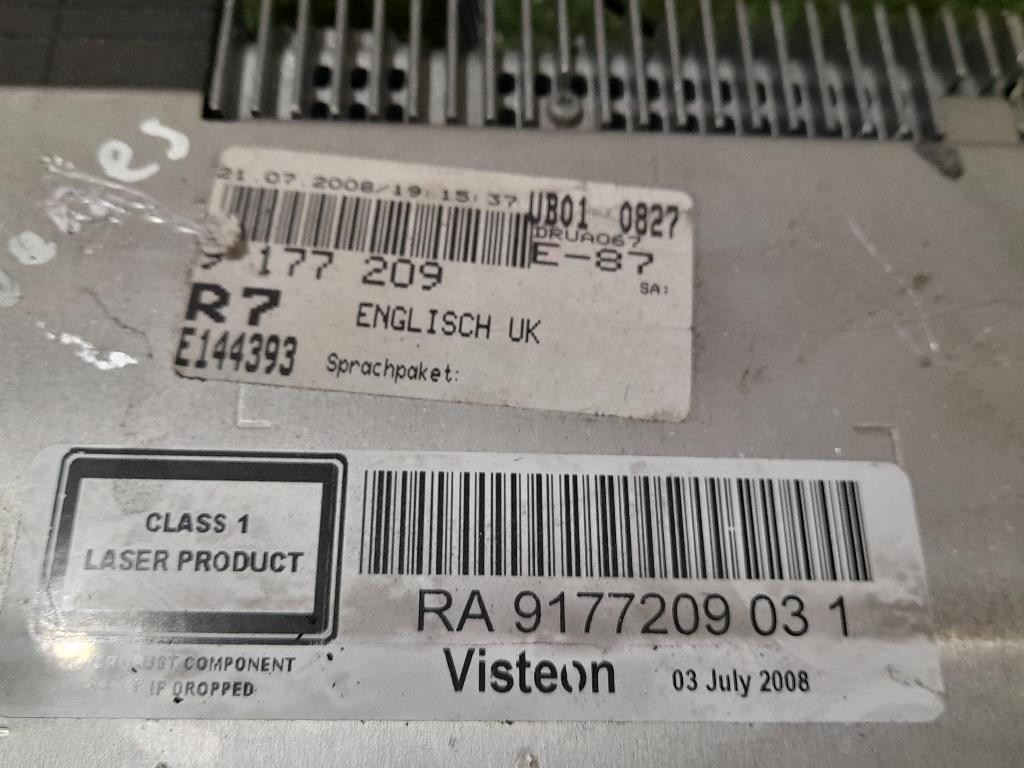 21.07.2008/19:15:37
UB01 0827
DRUA067
E-87
177 209
SA:
R7
ENGLISCH UK
E144393
Sprachpaket:
CLASS 1
LASER PRODUCT
RA 9177209 03 1
COMPONENT
IF DROPPED
Visteon
03 July 2008